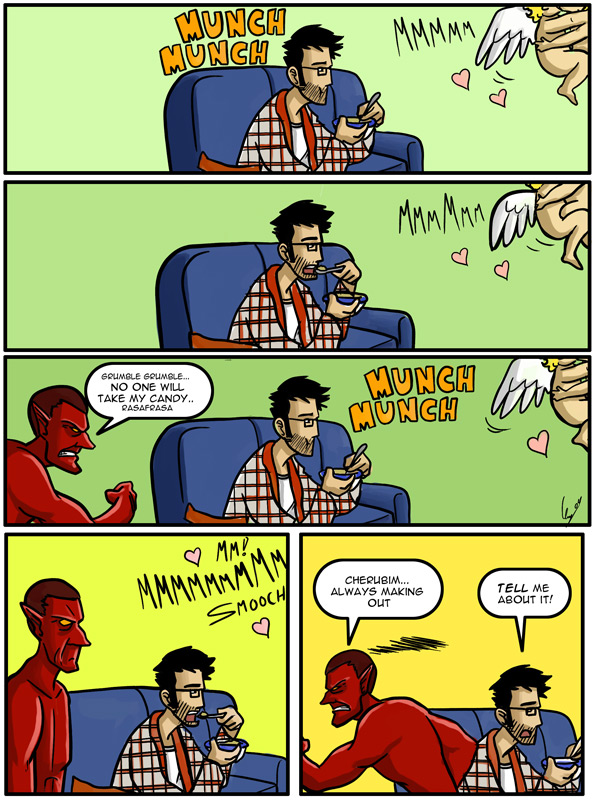 MUNCH
MUNCH
MMMMM
MMMMMM
GRUMBLE GRUMBLE...
NO ONE WILL
TAKE MY CANDY..
RASAFRASA
MUNCH
MUNCH
MM!
MMMMMMMMM
SMOOCH
CHERUBIM...
ALWAYS MAKING
OUT
TELL ME
ABOUT IT!